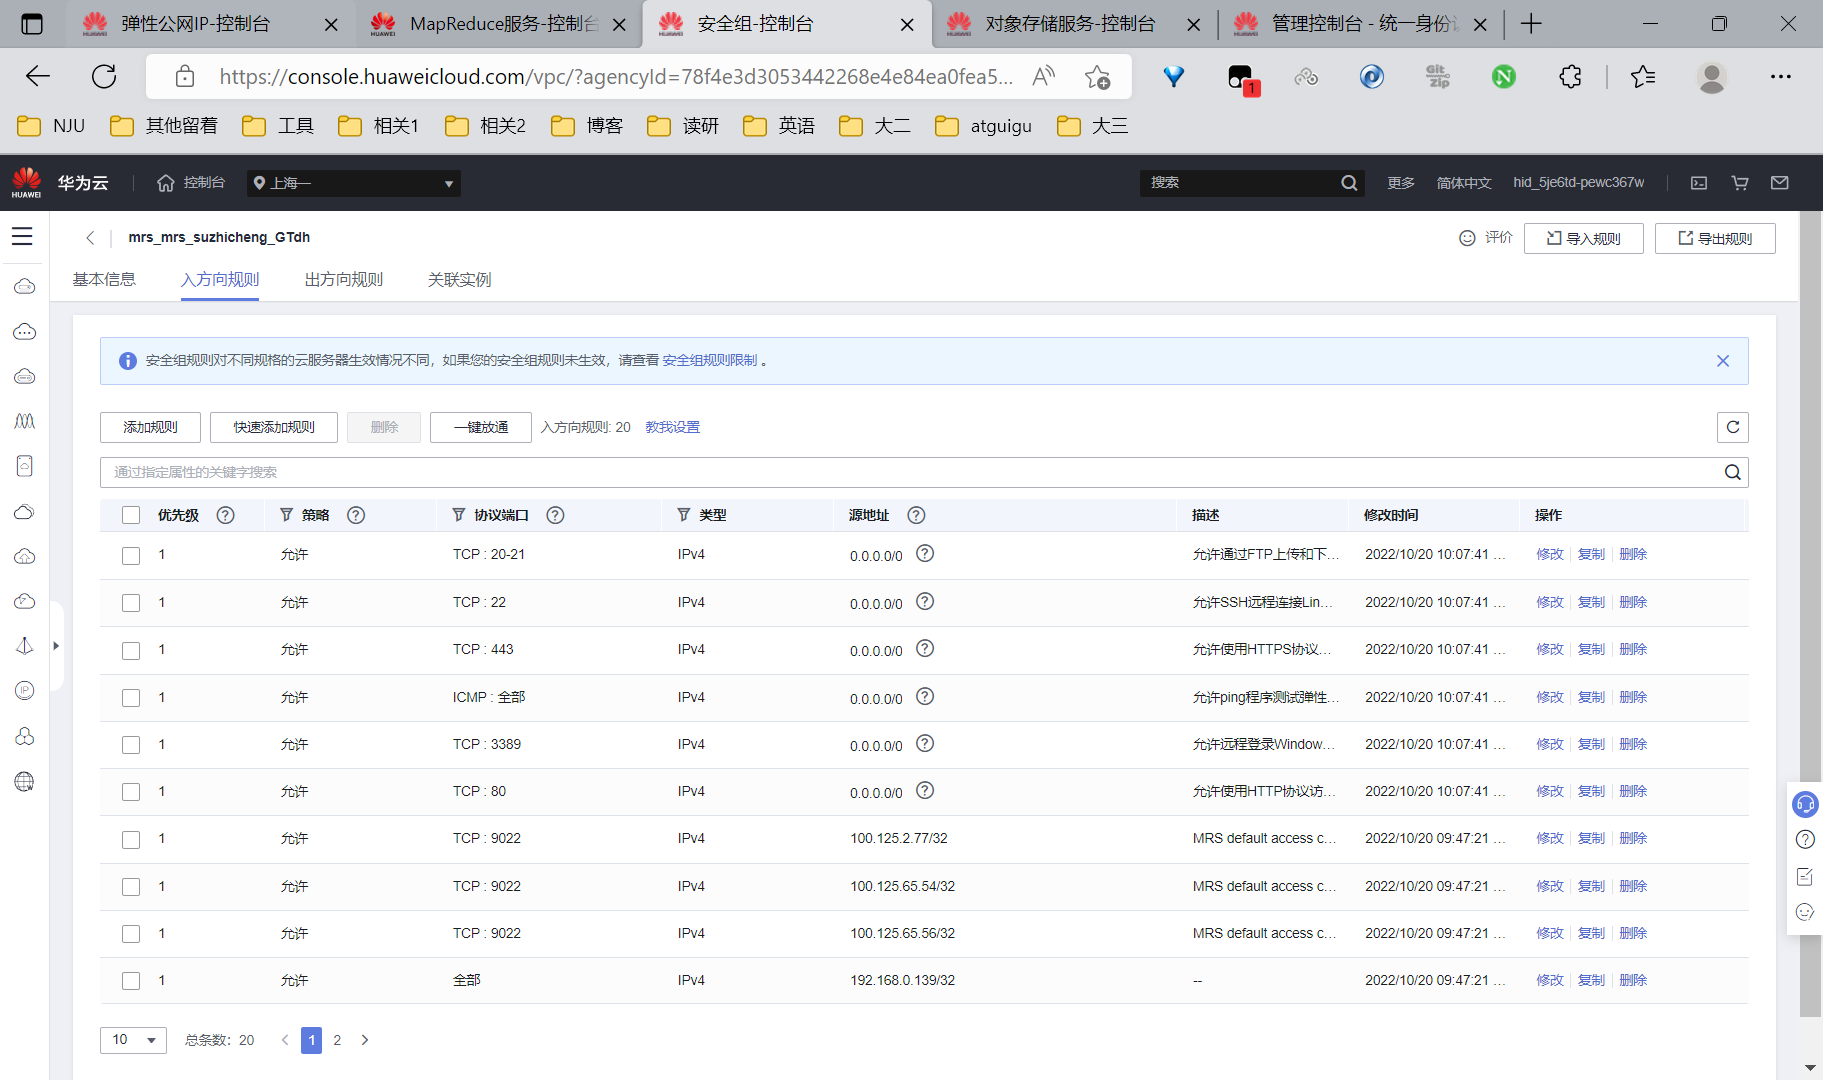 弹性公网IP-控制台
MapReduce服务-控制台
安全组-控制台
对象存储服务-控制台
管理控制台 - 统一身份认
https://console.huaweicloud.com/vpc/?agencyId=78f4e3d3053442268e4e84ea0fea5...
1
NJU 其他留着 工具 相关1 相关2 博客 读研 英语 大二 atguigu 大三
HUAWEI 华为云 控制台 上海一 搜索 更多 简体中文 hid_5je6td-pewc367w
mrs_mrs_suzhicheng_GTdh 评价 导入规则 导出规则
基本信息 入方向规则 出方向规则 关联实例
安全组规则对不同规格的云服务器生效情况不同，如果您的安全组规则未生效，请查看 安全组规则限制 。
添加规则 快速添加规则 删除 一键放通 入方向规则: 20 教我设置
通过指定属性的关键字搜索
优先级 策略 协议端口 类型 源地址 描述 修改时间 操作
1 允许 TCP : 20-21 IPv4 0.0.0.0/0 允许通过FTP上传和下... 2022/10/20 10:07:41 ... 修改 复制 删除
1 允许 TCP : 22 IPv4 0.0.0.0/0 允许SSH远程连接Lin... 2022/10/20 10:07:41 ... 修改 复制 删除
1 允许 TCP : 443 IPv4 0.0.0.0/0 允许使用HTTPS协议... 2022/10/20 10:07:41 ... 修改 复制 删除
1 允许 ICMP : 全部 IPv4 0.0.0.0/0 允许ping程序测试弹性... 2022/10/20 10:07:41 ... 修改 复制 删除
1 允许 TCP : 3389 IPv4 0.0.0.0/0 允许远程登录Window... 2022/10/20 10:07:41 ... 修改 复制 删除
1 允许 TCP : 80 IPv4 0.0.0.0/0 允许使用HTTP协议访... 2022/10/20 10:07:41 ... 修改 复制 删除
1 允许 TCP : 9022 IPv4 100.125.2.77/32 MRS default access c... 2022/10/20 09:47:21 ... 修改 复制 删除
1 允许 TCP : 9022 IPv4 100.125.65.54/32 MRS default access c... 2022/10/20 09:47:21 ... 修改 复制 删除
1 允许 TCP : 9022 IPv4 100.125.65.56/32 MRS default access c... 2022/10/20 09:47:21 ... 修改 复制 删除
1 允许 全部 IPv4 192.168.0.139/32 -- 2022/10/20 09:47:21 ... 修改 复制 删除
10 总条数: 20 1 2